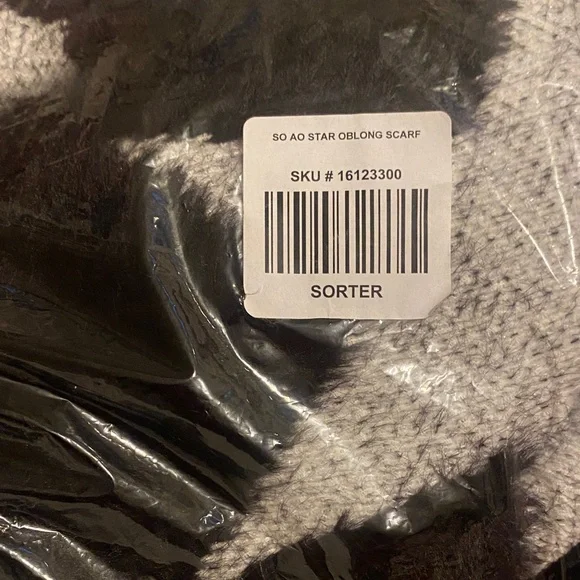 SO AO STAR OBLONG SCARF
SKU # 16123300
SORTER